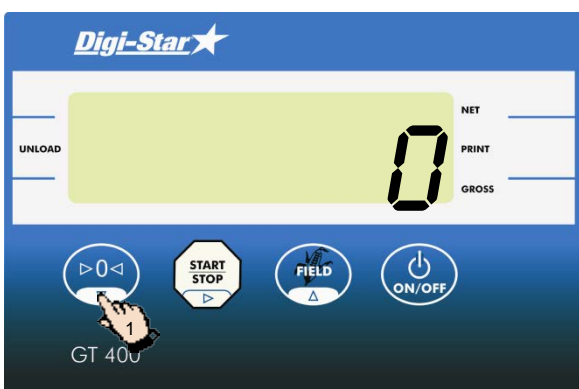 Digi-Star
NET
UNLOAD
PRINT
GROSS
0
▷0◁
START
STOP
FIELD
ON/OFF
1
GT 400